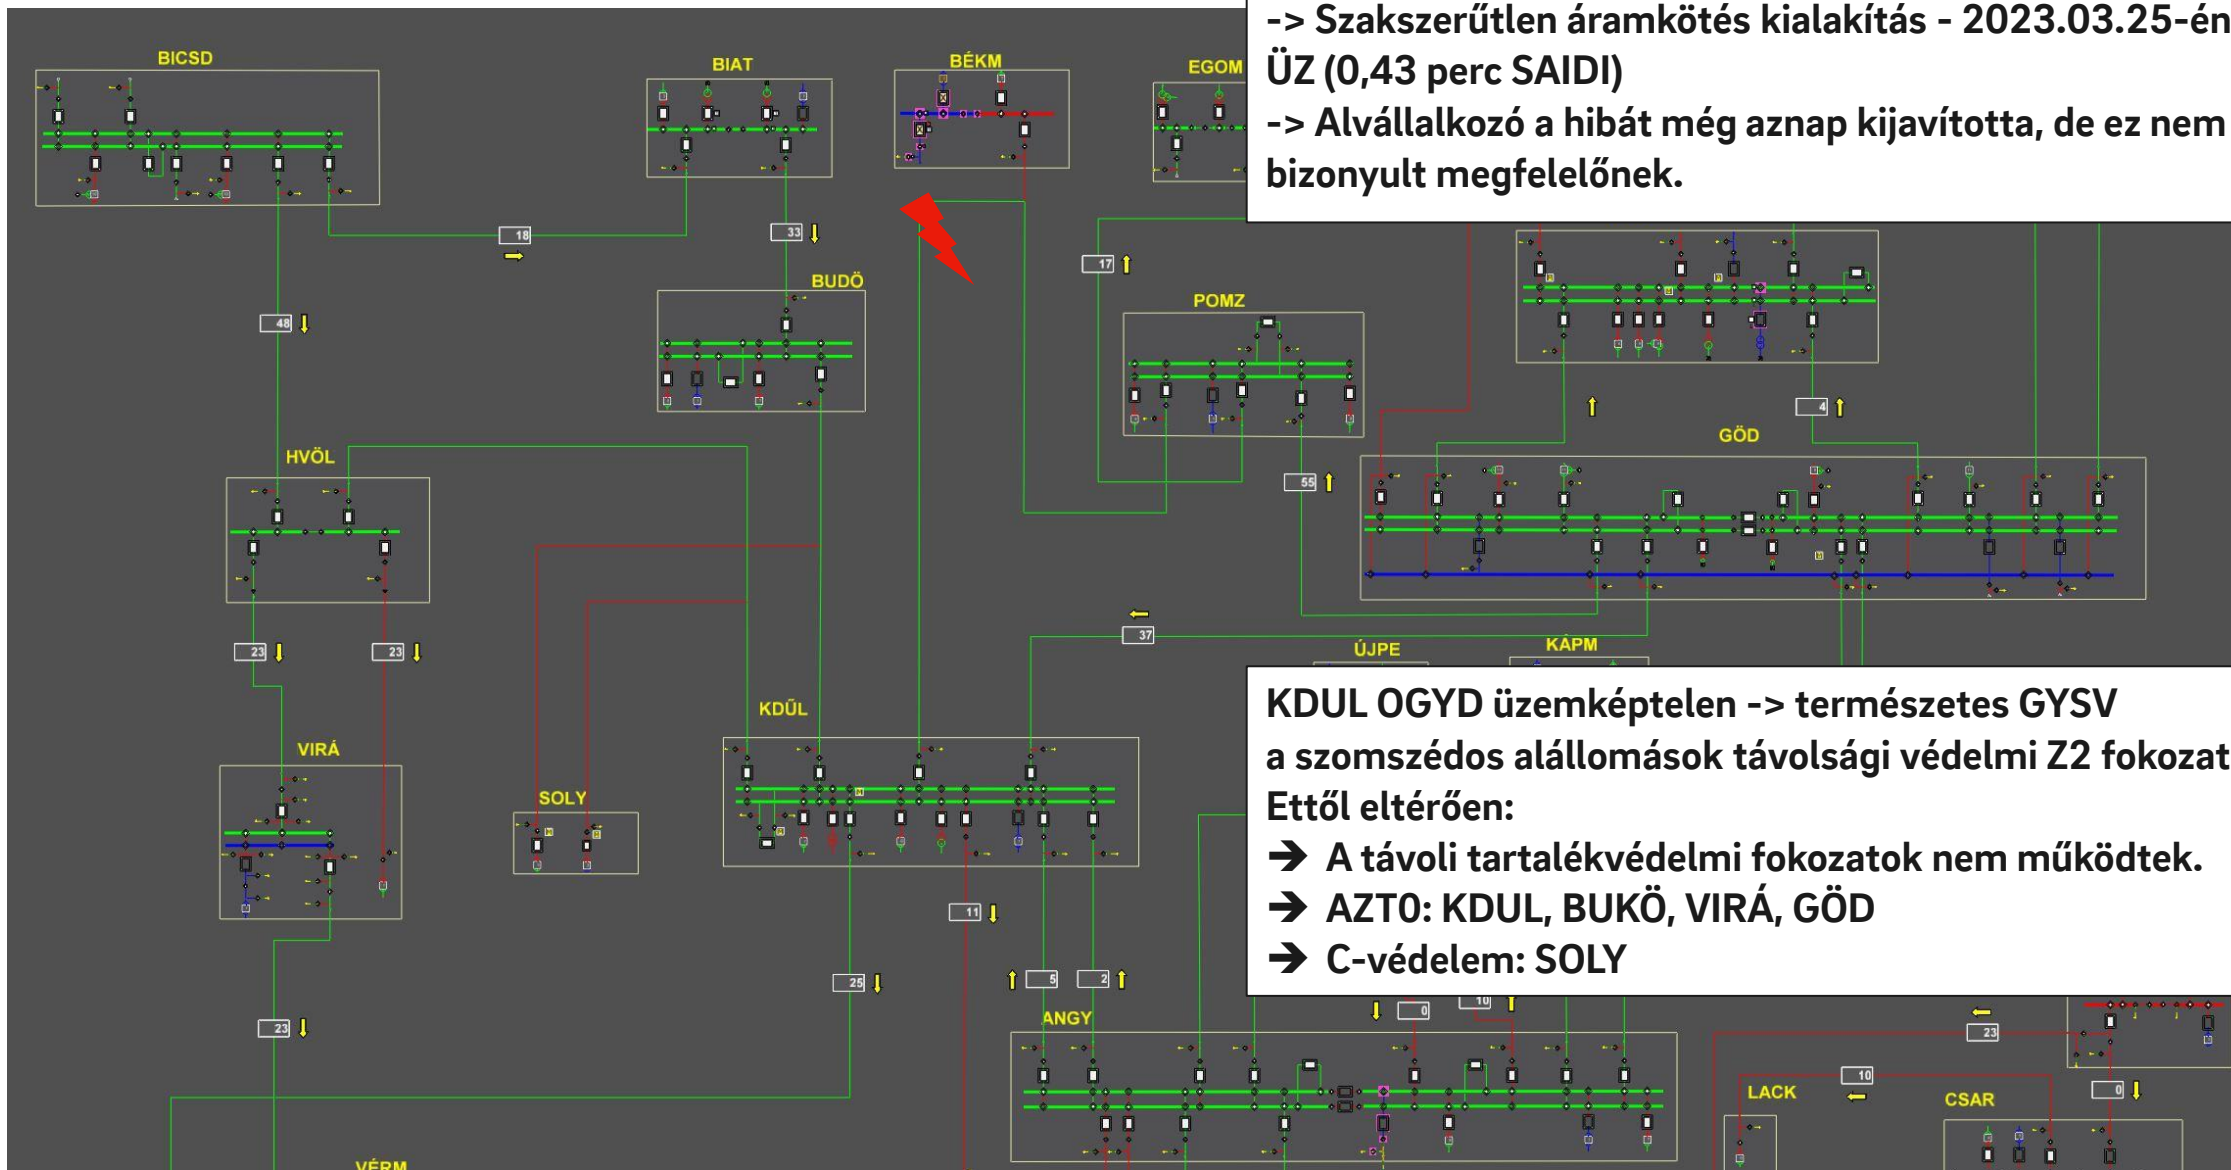 -> Szakszerűtlen áramkötés kialakítás - 2023.03.25-én
ÜZ (0,43 perc SAIDI)
-> Alvállalkozó a hibát még aznap kijavította, de ez nem
bizonyult megfelelőnek.
BICSD
BIAT
BÉKM
EGOM
18
33
17
BUDÖ
POMZ
48
4
GÖD
HVÖL
55
37
23
23
ÚJPE
KÁPM
KDÜL OGYD üzemképtelen -> természetes GYSV
a szomszédos alállomások távolsági védelmi Z2 fokozat
Ettől eltérően:
➔ A távoli tartalékvédelmi fokozatok nem működtek.
➔ AZT0: KDUL, BUKÖ, VIRÁ, GÖD
➔ C-védelem: SOLY
KDŰL
VIRÁ
SOLY
11
25
5
2
0
10
23
ANGY
23
10
0
LACK
CSAR
VÉRM